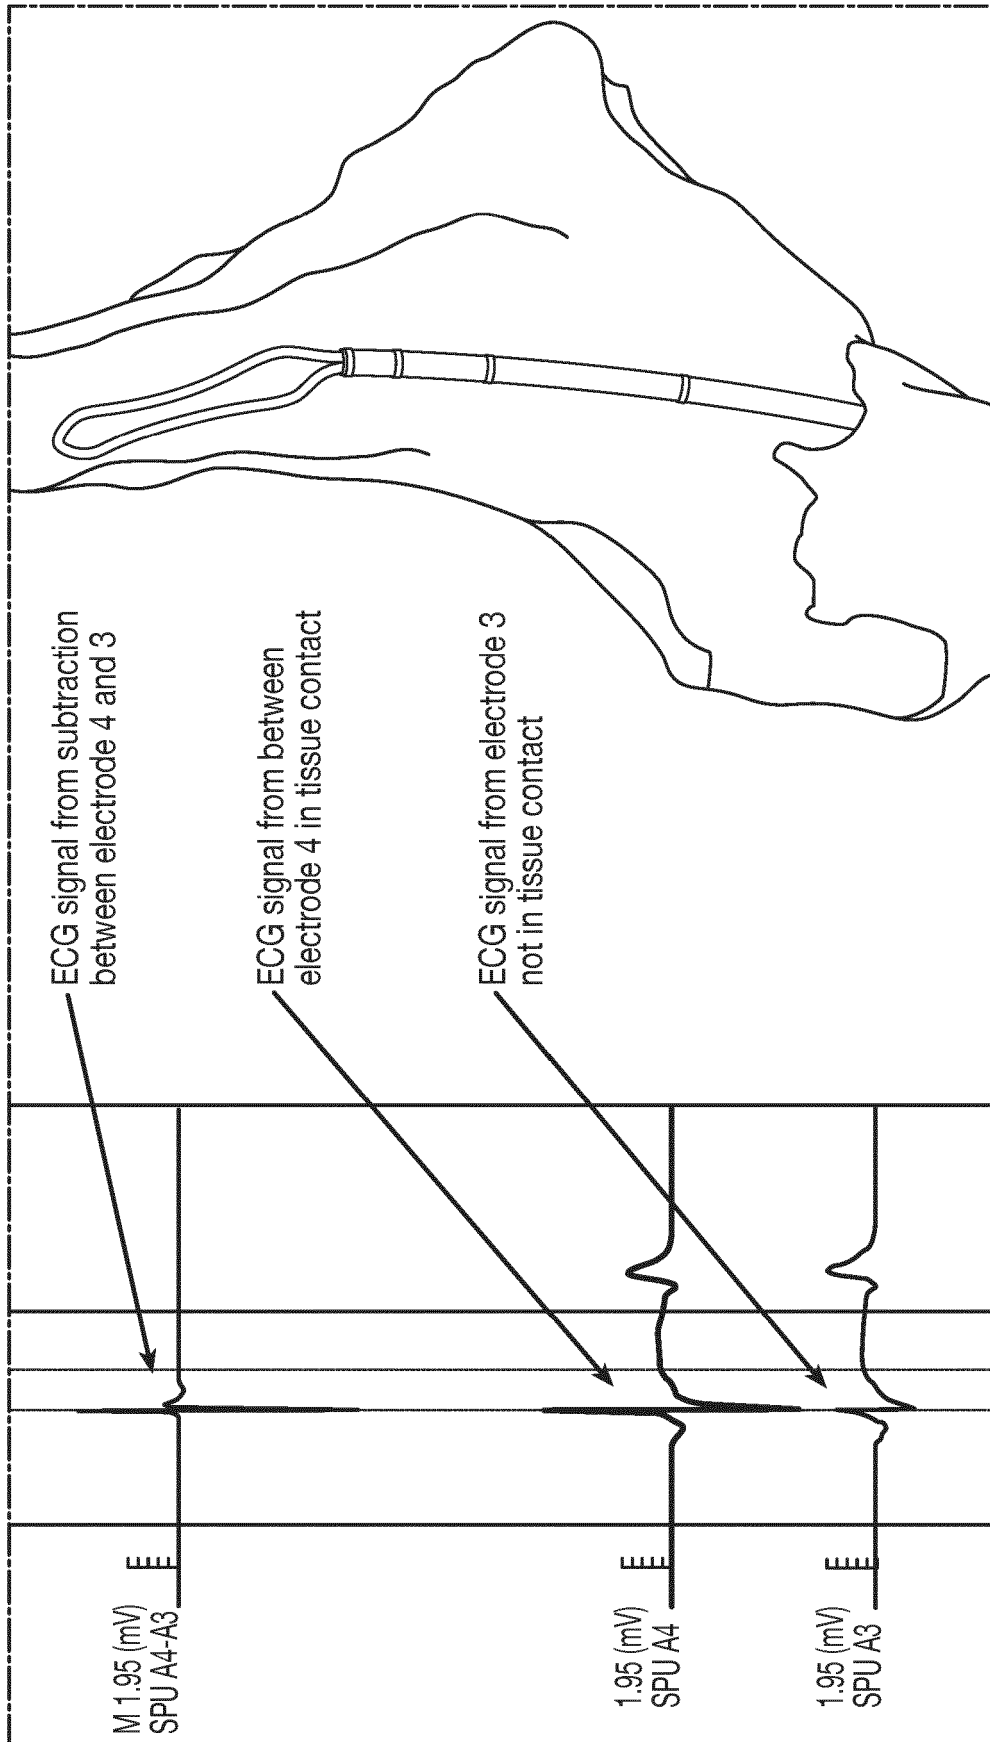 M 1.95 (mV)
SPU A4-A3
ECG signal from subtraction
between electrode 4 and 3
1.95 (mV)
SPU A4
ECG signal from between
electrode 4 in tissue contact
1.95 (mV)
SPU A3
ECG signal from electrode 3
not in tissue contact